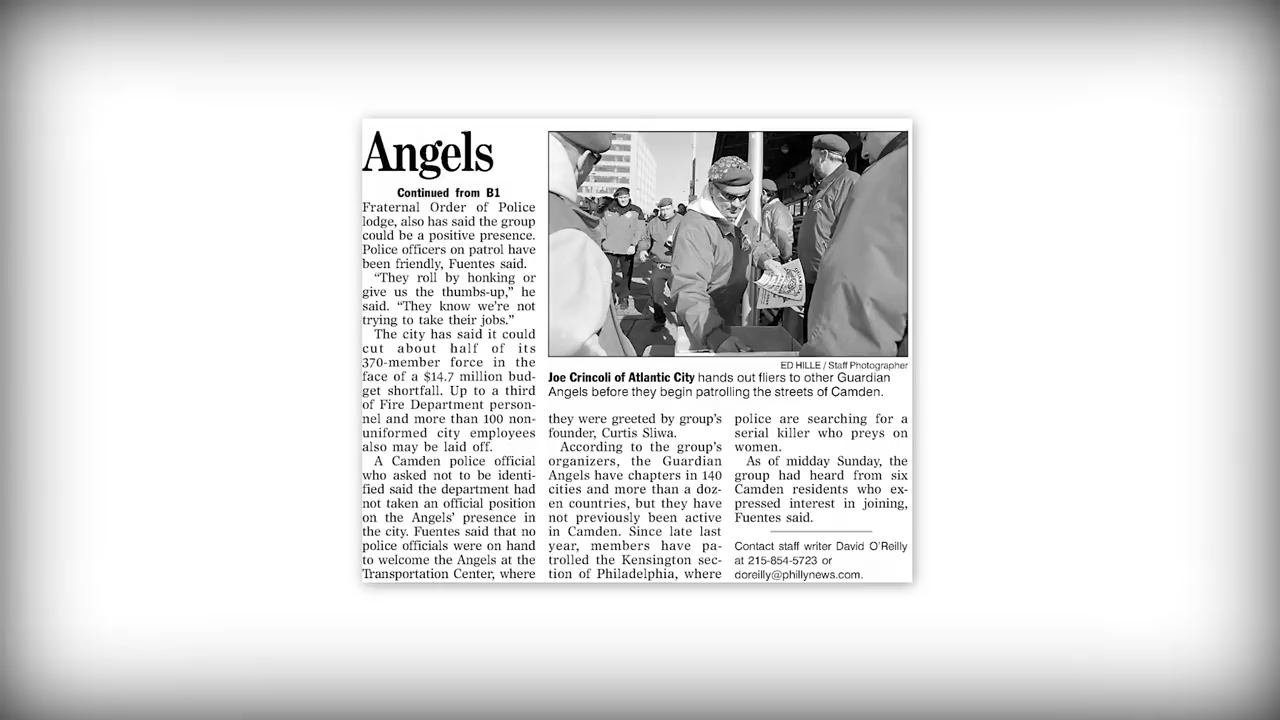 Angels
Continued from B1
Fraternal Order of Police
lodge, also has said the group
could be a positive presence.
Police officers on patrol have
been friendly, Fuentes said.
“They roll by honking or
give us the thumbs-up,” he
said. “They know we’re not
trying to take their jobs.”
The city has said it could
cut about half of its
370-member force in the
face of a $14.7 million bud-
get shortfall. Up to a third
of Fire Department person-
nel and more than 100 non-
uniformed city employees
also may be laid off.
A Camden police official
who asked not to be identi-
fied said the department had
not taken an official position
on the Angels’ presence in
the city. Fuentes said that no
police officials were on hand
to welcome the Angels at the
Transportation Center, where
ED HILLE / Staff Photographer
Joe Crincoli of Atlantic City hands out fliers to other Guardian
Angels before they begin patrolling the streets of Camden.
they were greeted by group’s
founder, Curtis Sliwa.
According to the group’s
organizers, the Guardian
Angels have chapters in 140
cities and more than a doz-
en countries, but they have
not previously been active
in Camden. Since late last
year, members have pa-
trolled the Kensington sec-
tion of Philadelphia, where
police are searching for a
serial killer who preys on
women.
As of midday Sunday, the
group had heard from six
Camden residents who ex-
pressed interest in joining,
Fuentes said.
Contact staff writer David O’Reilly
at 215-854-5723 or
doreilly@phillynews.com.